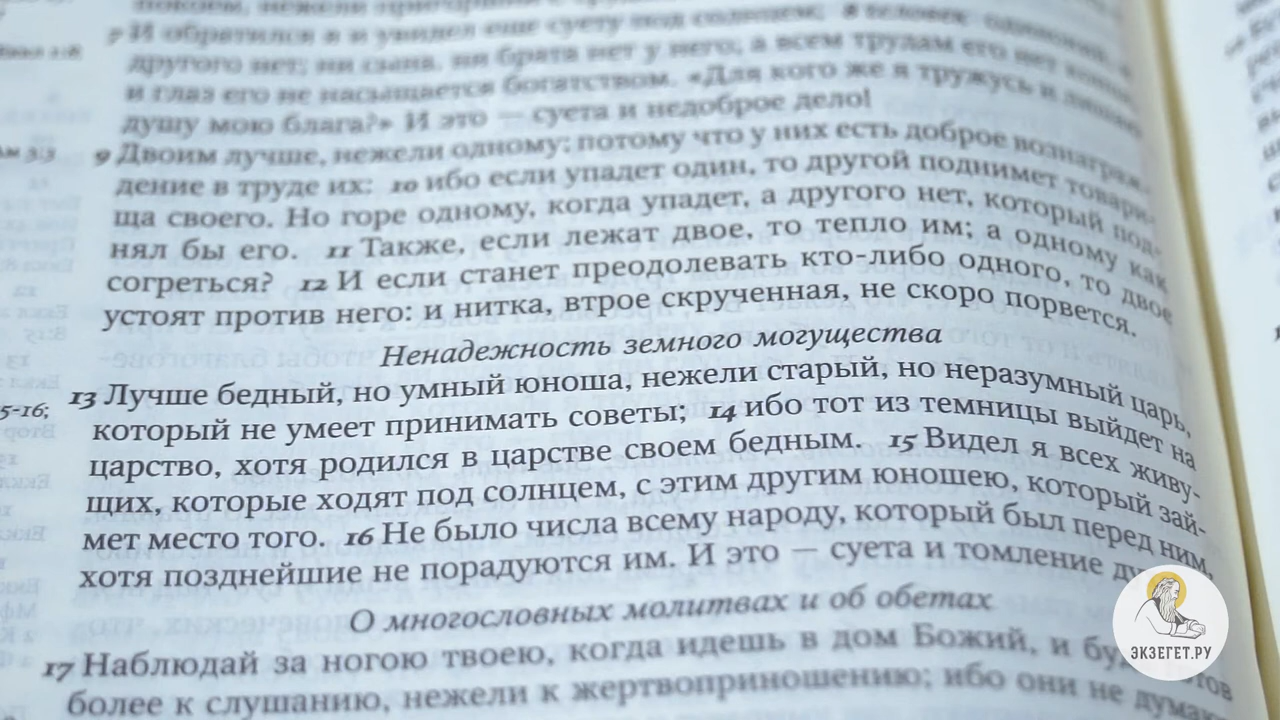 7 И обратился я и увидел еще суету под солнцем; 8 человек одинокий, и
другого нет; ни сына, ни брата нет у него; а всем трудам его нет конца,
и глаз его не насыщается богатством. «Для кого же я тружусь и лишаю
душу мою блага?» И это — суета и недоброе дело!
9 Двоим лучше, нежели одному; потому что у них есть доброе вознаграж-
дение в труде их: 10 ибо если упадет один, то другой поднимет товари-
ща своего. Но горе одному, когда упадет, а другого нет, который под-
нял бы его. 11 Также, если лежат двое, то тепло им; а одному как
согреться? 12 И если станет преодолевать кто-либо одного, то двое
устоят против него: и нитка, втрое скрученная, не скоро порвется.
Ненадежность земного могущества
5-16;
13 Лучше бедный, но умный юноша, нежели старый, но неразумный царь,
который не умеет принимать советы; 14 ибо тот из темницы выйдет на
царство, хотя родился в царстве своем бедным. 15 Видел я всех живу-
щих, которые ходят под солнцем, с этим другим юношею, который зай-
мет место того. 16 Не было числа всему народу, который был перед ним,
хотя позднейшие не порадуются им. И это — суета и томление
О многословных молитвах и об обетах
17 Наблюдай за ногою твоею, когда идешь в дом Божий, и
более к слушанию, нежели к жертвоприношению; ибо они не
ЭКЗЕГЕТ.РУ